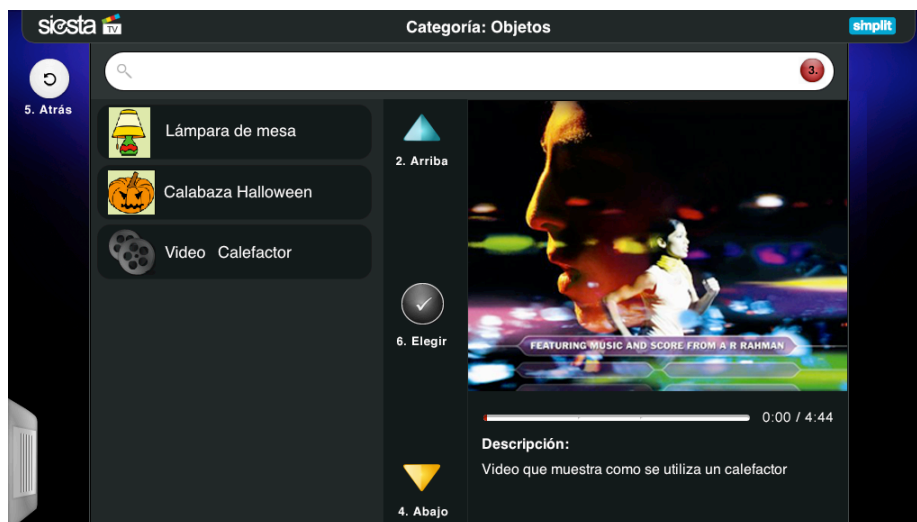 siesta TV
Categoría: Objetos
simplit
3.
5. Atrás
Lámpara de mesa
2. Arriba
Calabaza Halloween
Video Calefactor
6. Elegir
FEATURING MUSIC AND SCORE FROM A R RAHMAN
0:00 / 4:44
Descripción:
Video que muestra como se utiliza un calefactor
4. Abajo